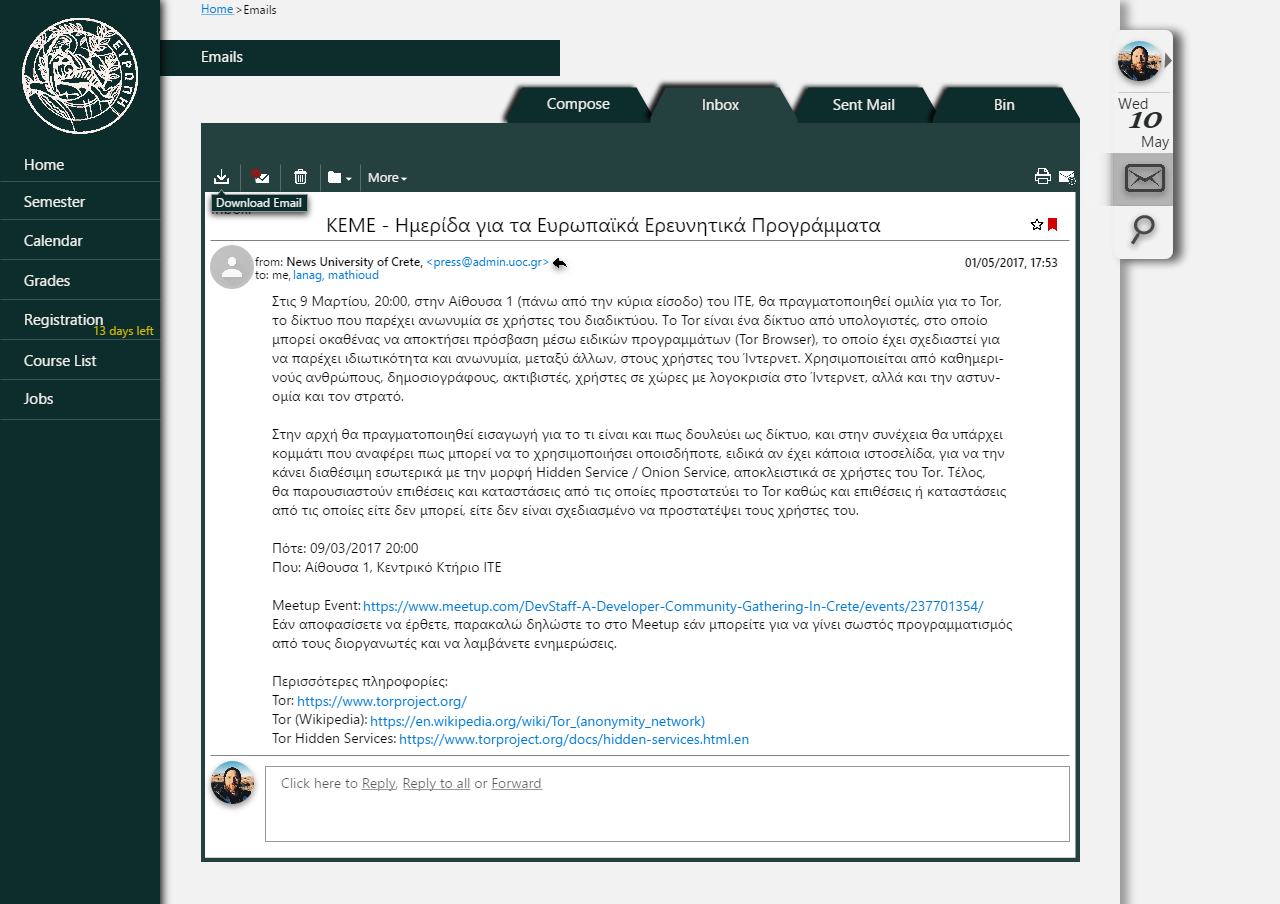 Home >Emails
ΕΥΡΩΠΗ
Emails
Compose
Inbox
Sent Mail
Bin
Wed
10
May
Home
Semester
Calendar
Grades
Registration
13 days left
Course List
Jobs
More
Download Email
Inbox:
ΚΕΜΕ - Ημερίδα για τα Ευρωπαϊκά Ερευνητικά Προγράμματα
from: News University of Crete, <press@admin.uoc.gr>
01/05/2017, 17:53
to: me, lanag, mathioud
Στις 9 Μαρτίου, 20:00, στην Αίθουσα 1 (πάνω από την κύρια είσοδο) του ΙΤΕ, θα πραγματοποιηθεί ομιλία για το Tor,
το δίκτυο που παρέχει ανωνυμία σε χρήστες του διαδικτύου. Το Tor είναι ένα δίκτυο από υπολογιστές, στο οποίο
μπορεί οκαθένας να αποκτήσει πρόσβαση μέσω ειδικών προγραμμάτων (Tor Browser), το οποίο έχει σχεδιαστεί για
να παρέχει ιδιωτικότητα και ανωνυμία, μεταξύ άλλων, στους χρήστες του Ίντερνετ. Χρησιμοποιείται από καθημερι-
νούς ανθρώπους, δημοσιογράφους, ακτιβιστές, χρήστες σε χώρες με λογοκρισία στο Ίντερνετ, αλλά και την αστυν-
ομία και τον στρατό.
Στην αρχή θα πραγματοποιηθεί εισαγωγή για το τι είναι και πως δουλεύει ως δίκτυο, και στην συνέχεια θα υπάρχει
κομμάτι που αναφέρει πως μπορεί να το χρησιμοποιήσει οποισδήποτε, ειδικά αν έχει κάποια ιστοσελίδα, για να την
κάνει διαθέσιμη εσωτερικά με την μορφή Hidden Service / Onion Service, αποκλειστικά σε χρήστες του Tor. Τέλος,
θα παρουσιαστούν επιθέσεις και καταστάσεις από τις οποίες προστατεύει το Tor καθώς και επιθέσεις ή καταστάσεις
από τις οποίες είτε δεν μπορεί, είτε δεν είναι σχεδιασμένο να προστατέψει τους χρήστες του.
Πότε: 09/03/2017 20:00
Που: Αίθουσα 1, Κεντρικό Κτήριο ΙΤΕ
Meetup Event: https://www.meetup.com/DevStaff-A-Developer-Community-Gathering-In-Crete/events/237701354/
Εάν αποφασίσετε να έρθετε, παρακαλώ δηλώστε το στο Meetup εάν μπορείτε για να γίνει σωστός προγραμματισμός
από τους διοργανωτές και να λαμβάνετε ενημερώσεις.
Περισσότερες πληροφορίες:
Tor: https://www.torproject.org/
Tor (Wikipedia): https://en.wikipedia.org/wiki/Tor_(anonymity_network)
Tor Hidden Services: https://www.torproject.org/docs/hidden-services.html.en
Click here to Reply, Reply to all or Forward